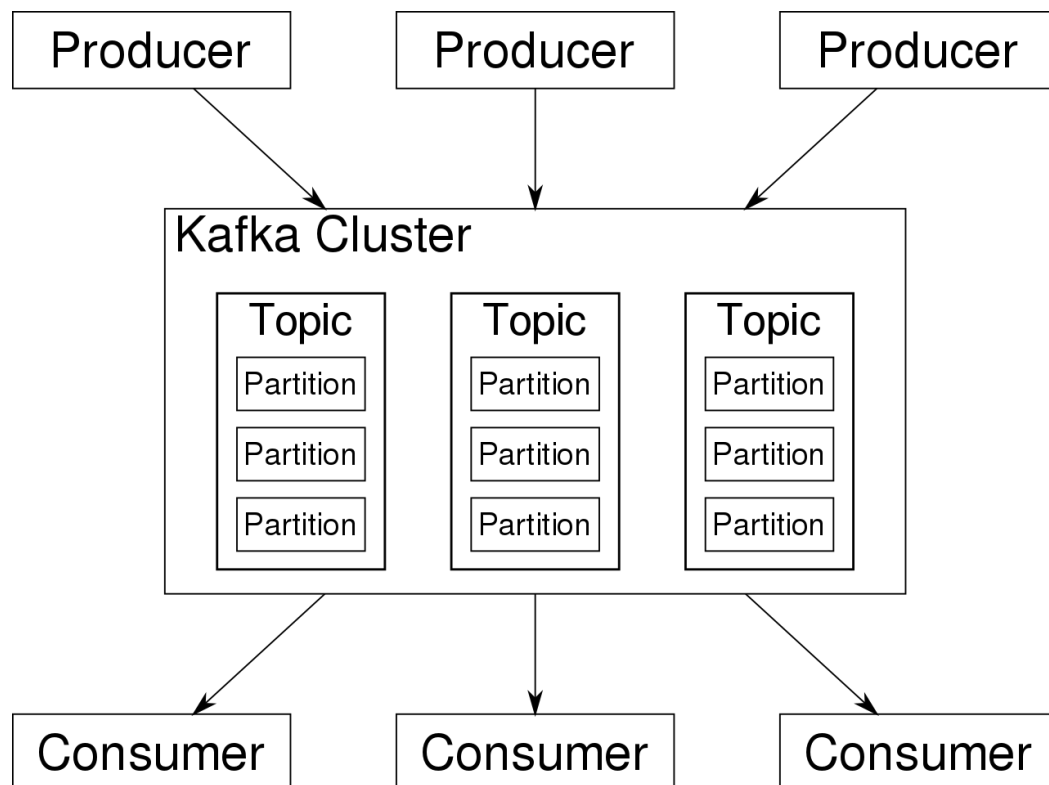 Producer Producer Producer
Kafka Cluster
Topic Topic Topic
Partition Partition Partition
Partition Partition Partition
Partition Partition Partition
Consumer Consumer Consumer